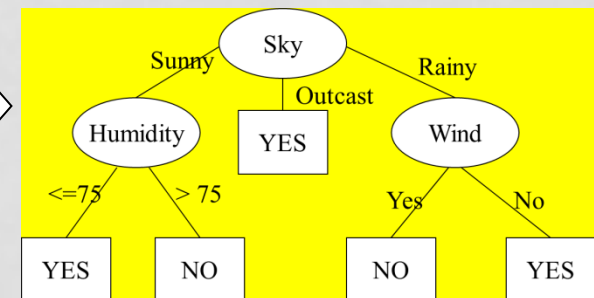 Sky
Sunny
Rainy
Outcast
Humidity
YES
Wind
<=75
> 75
Yes
No
YES
NO
NO
YES